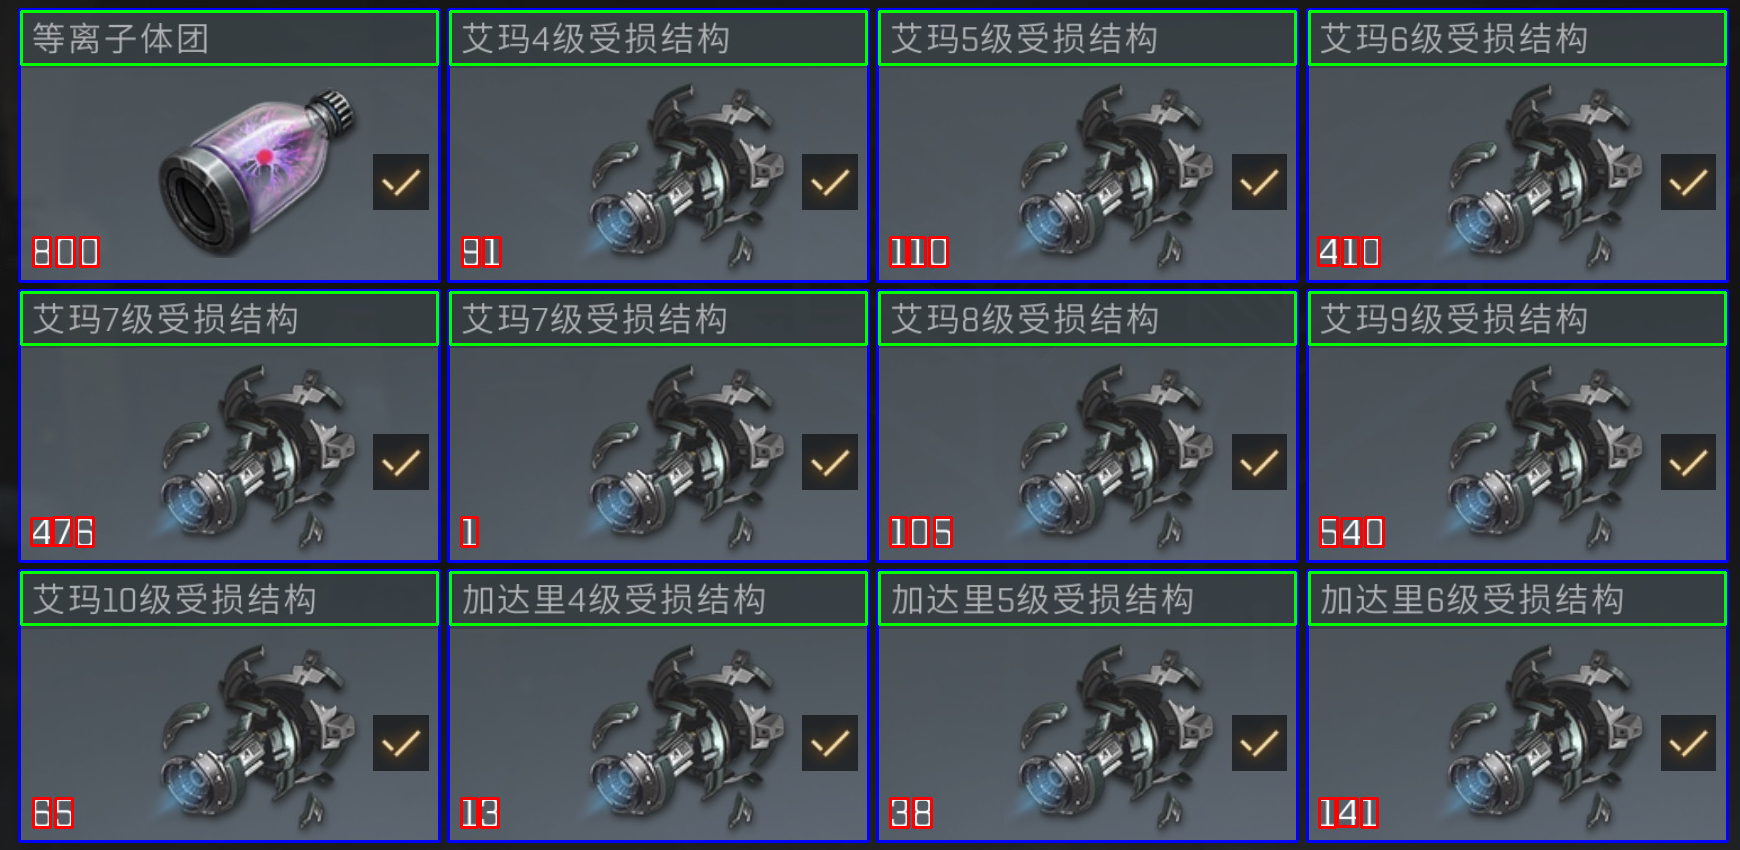 等离子体团
800
艾玛4级受损结构
91
艾玛5级受损结构
110
艾玛6级受损结构
410
艾玛7级受损结构
476
艾玛7级受损结构
1
艾玛8级受损结构
105
艾玛9级受损结构
540
艾玛10级受损结构
65
加达里4级受损结构
13
加达里5级受损结构
38
加达里6级受损结构
141